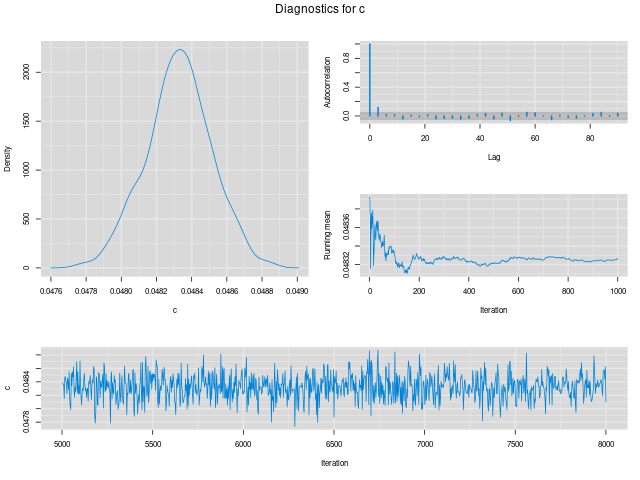 Diagnostics for c
Density
0 500 1000 1500 2000
0.0476 0.0478 0.0480 0.0482 0.0484 0.0486 0.0488 0.0490
c
Autocorrelation
0.0 0.4 0.8
0 20 40 60 80
Lag
Running mean
0.04832 0.04836
0 200 400 600 800 1000
Iteration
c
0.0478 0.0484
5000 5500 6000 6500 7000 7500 8000
Iteration